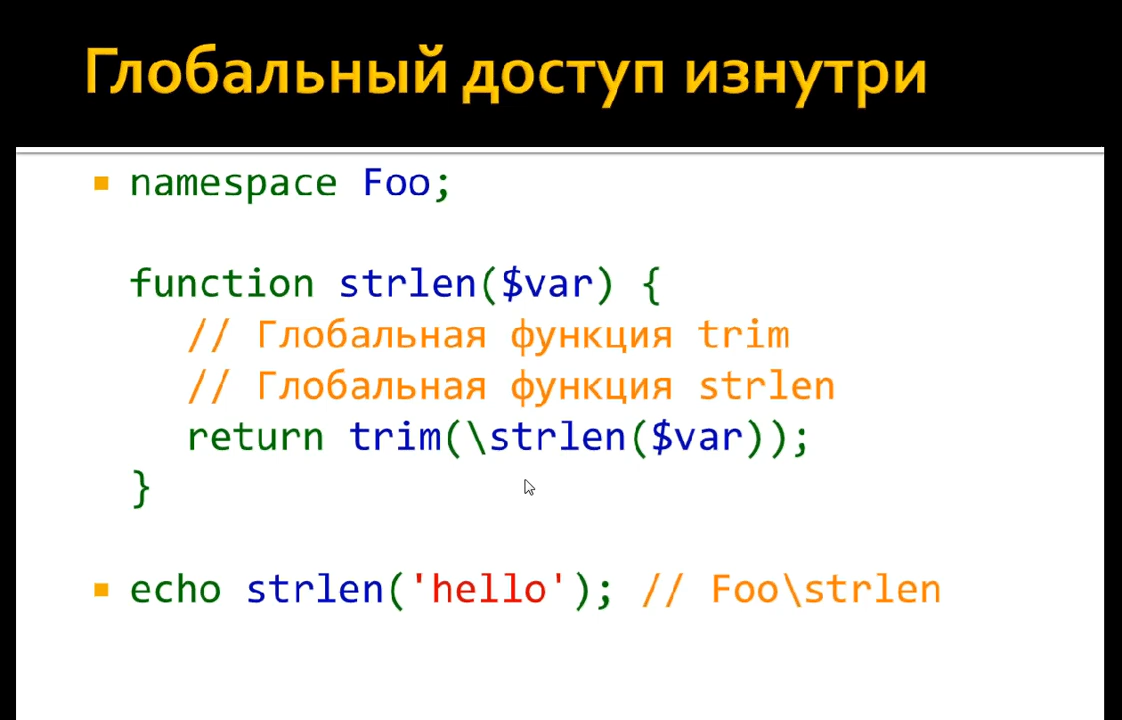 Глобальный доступ изнутри
namespace Foo;
function strlen($var) {
// Глобальная функция trim
// Глобальная функция strlen
return trim(\strlen($var));
}
echo strlen('hello'); // Foo\strlen